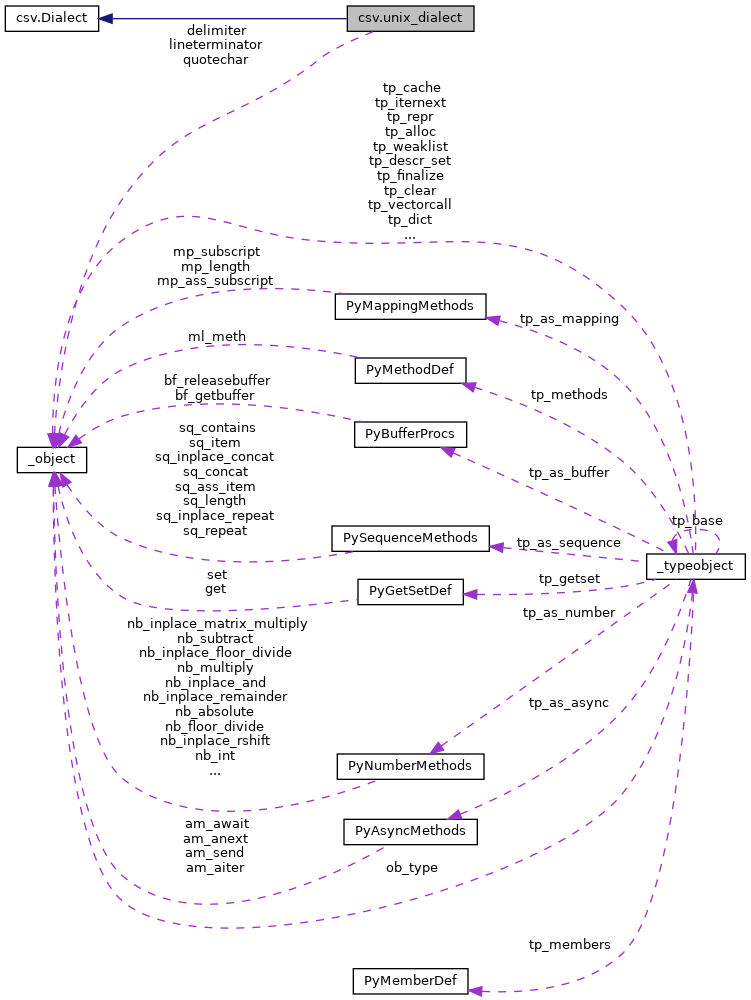 csv.Dialect
csv.unix_dialect
delimiter
lineterminator
quotechar
tp_cache
tp_iternext
tp_repr
tp_alloc
tp_weaklist
tp_descr_set
tp_finalize
tp_clear
tp_vectorcall
tp_dict
...
mp_subscript
mp_length
mp_ass_subscript
PyMappingMethods
tp_as_mapping
ml_meth
PyMethodDef
tp_methods
bf_releasebuffer
bf_getbuffer
PyBufferProcs
_object
sq_contains
sq_item
sq_inplace_concat
sq_concat
sq_ass_item
sq_length
sq_inplace_repeat
sq_repeat
tp_as_buffer
tp_base
PySequenceMethods
tp_as_sequence
_typeobject
set
get
PyGetSetDef
tp_getset
tp_as_number
nb_inplace_matrix_multiply
nb_subtract
nb_inplace_floor_divide
nb_multiply
nb_inplace_and
nb_inplace_remainder
nb_absolute
nb_floor_divide
nb_inplace_rshift
nb_int
...
tp_as_async
PyNumberMethods
am_await
am_anext
am_send
am_aiter
PyAsyncMethods
ob_type
tp_members
PyMemberDef